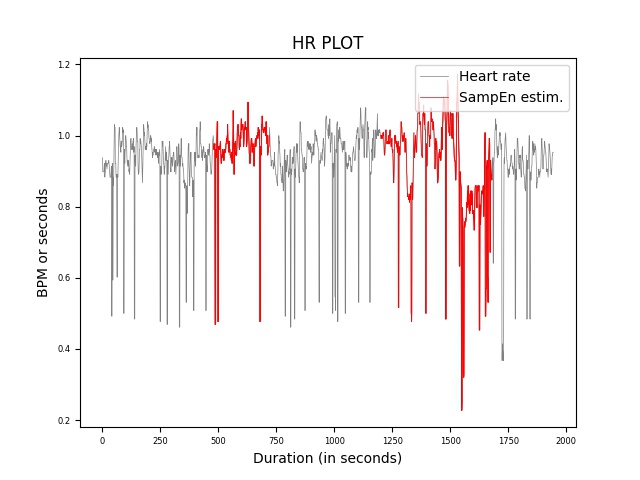 HR PLOT
Heart rate
SampEn estim.
BPM or seconds
1.2
1.0
0.8
0.6
0.4
0.2
0 250 500 750 1000 1250 1500 1750 2000
Duration (in seconds)